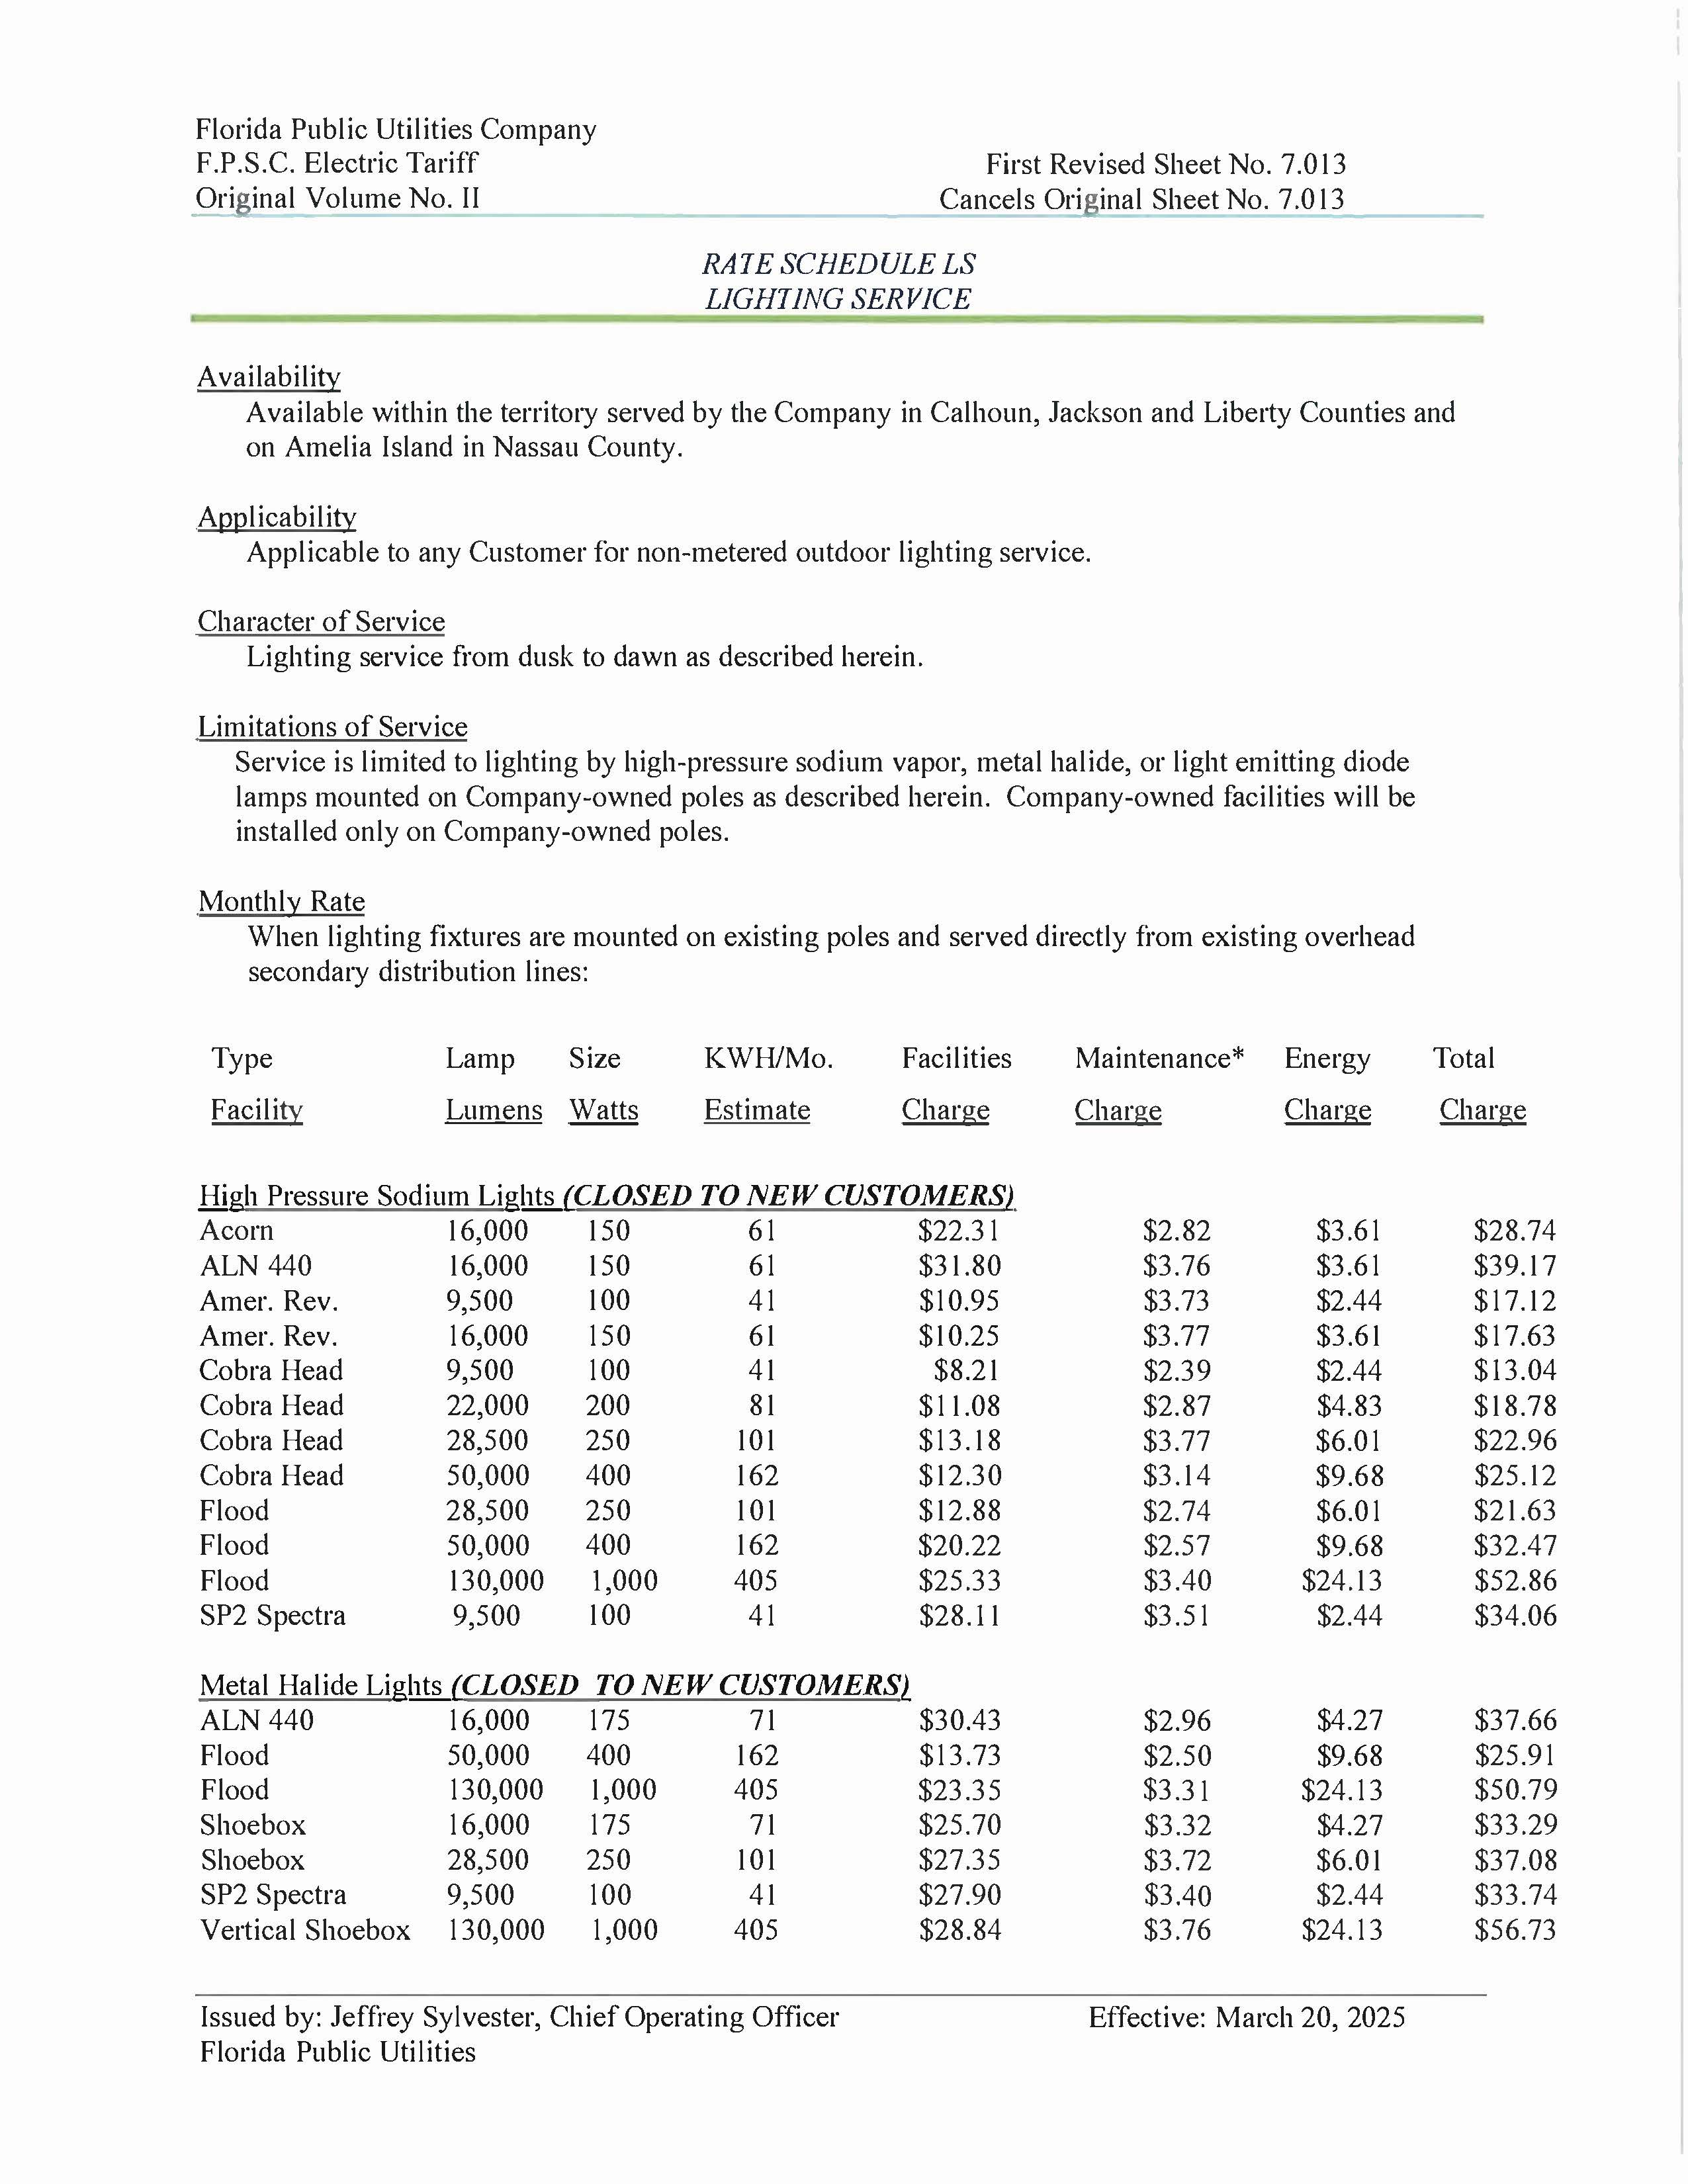 Florida Public Utilities Company
F.P.S.C. Electric Tariff First Revised Sheet No. 7.013
Original Volume No. II Cancels Original Sheet No. 7.013
RATE SCHEDULE LS
LIGHTING SERVICE
Availability
Available within the territory served by the Company in Calhoun, Jackson and Liberty Counties and
on Amelia Island in Nassau County.
Applicability
Applicable to any Customer for non-metered outdoor lighting service.
Character of Service
Lighting service from dusk to dawn as described herein.
Limitations of Service
Service is limited to lighting by high-pressure sodium vapor, metal halide, or light emitting diode
lamps mounted on Company-owned poles as described herein. Company-owned facilities will be
installed only on Company-owned poles.
Monthly Rate
When lighting fixtures are mounted on existing poles and served directly from existing overhead
secondary distribution lines:
Type Lamp Size KWH/Mo. Facilities Maintenance* Energy Total
Facility Lumens Watts Estimate Charge Charge Charge Charge
High Pressure Sodium Lights (CLOSED TO NEW CUSTOMERS)
Acorn 16,000 150 61 $22.31 $2.82 $3.61 $28.74
ALN 440 16,000 150 61 $31.80 $3.76 $3.61 $39.17
Amer. Rev. 9,500 100 41 $10.95 $3.73 $2.44 $17.12
Amer. Rev. 16,000 150 61 $10.25 $3.77 $3.61 $17.63
Cobra Head 9,500 100 41 $8.21 $2.39 $2.44 $13.04
Cobra Head 22,000 200 81 $11.08 $2.87 $4.83 $18.78
Cobra Head 28,500 250 101 $13.18 $3.77 $6.01 $22.96
Cobra Head 50,000 400 162 $12.30 $3.14 $9.68 $25.12
Flood 28,500 250 101 $12.88 $2.74 $6.01 $21.63
Flood 50,000 400 162 $20.22 $2.57 $9.68 $32.47
Flood 130,000 1,000 405 $25.33 $3.40 $24.13 $52.86
SP2 Spectra 9,500 100 41 $28.11 $3.51 $2.44 $34.06
Metal Halide Lights (CLOSED TO NEW CUSTOMERS)
ALN 440 16,000 175 71 $30.43 $2.96 $4.27 $37.66
Flood 50,000 400 162 $13.73 $2.50 $9.68 $25.91
Flood 130,000 1,000 405 $23.35 $3.31 $24.13 $50.79
Shoebox 16,000 175 71 $25.70 $3.32 $4.27 $33.29
Shoebox 28,500 250 101 $27.35 $3.72 $6.01 $37.08
SP2 Spectra 9,500 100 41 $27.90 $3.40 $2.44 $33.74
Vertical Shoebox 130,000 1,000 405 $28.84 $3.76 $24.13 $56.73
Issued by: Jeffrey Sylvester, Chief Operating Officer Effective: March 20, 2025
Florida Public Utilities